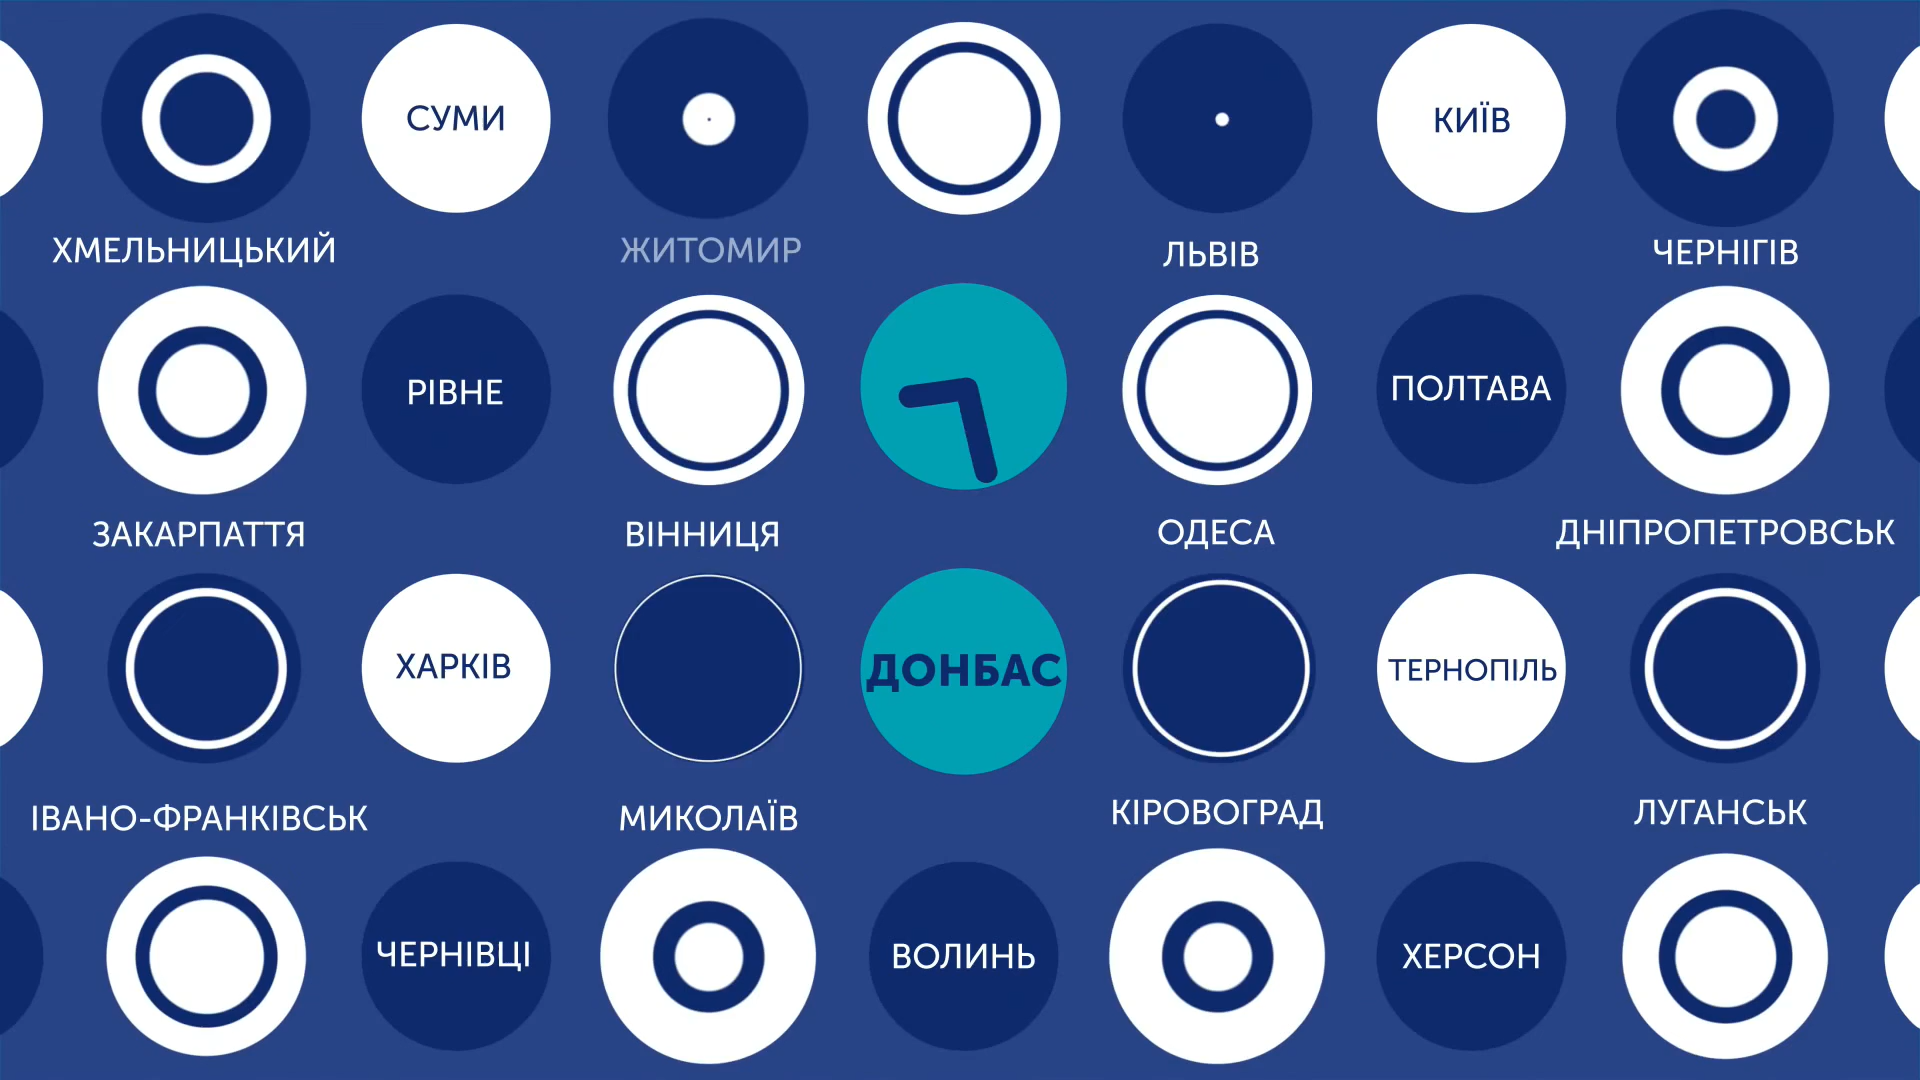 СУМИ
КИЇВ
ХМЕЛЬНИЦЬКИЙ
ЖИТОМИР
ЛЬВІВ
ЧЕРНІГІВ
РІВНЕ
ПОЛТАВА
ЗАКАРПАТТЯ
ВІННИЦЯ
ОДЕСА
ДНІПРОПЕТРОВСЬК
ХАРКІВ
ДОНБАС
ТЕРНОПІЛЬ
ІВАНО-ФРАНКІВСЬК
МИКОЛАЇВ
КІРОВОГРАД
ЛУГАНСЬК
ЧЕРНІВЦІ
ВОЛИНЬ
ХЕРСОН